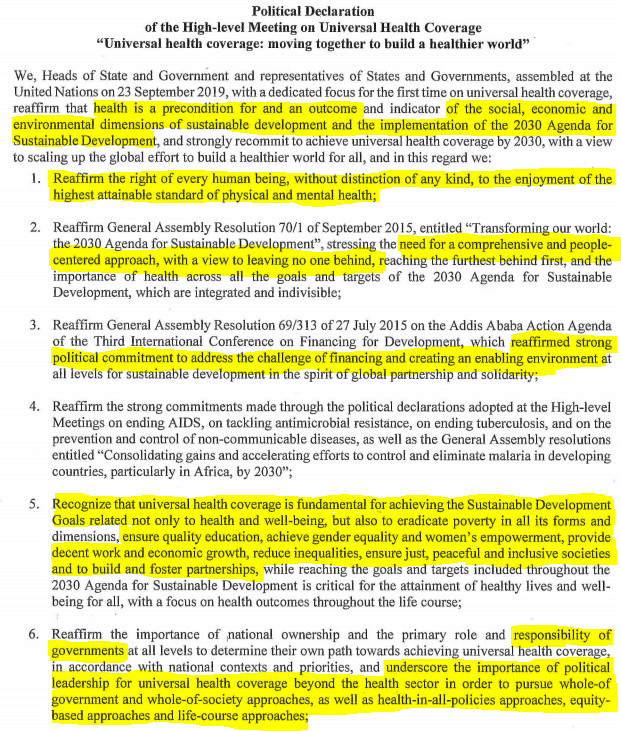 Political Declaration
of the High-level Meeting on Universal Health Coverage
“Universal health coverage: moving together to build a healthier world”
We, Heads of State and Government and representatives of States and Governments, assembled at the
United Nations on 23 September 2019, with a dedicated focus for the first time on universal health coverage,
reaffirm that health is a precondition for and an outcome and indicator of the social, economic and
environmental dimensions of sustainable development and the implementation of the 2030 Agenda for
Sustainable Development, and strongly recommit to achieve universal health coverage by 2030, with a view
to scaling up the global effort to build a healthier world for all, and in this regard we:
1. Reaffirm the right of every human being, without distinction of any kind, to the enjoyment of the
highest attainable standard of physical and mental health;
2. Reaffirm General Assembly Resolution 70/1 of September 2015, entitled “Transforming our world:
the 2030 Agenda for Sustainable Development”, stressing the need for a comprehensive and people-
centered approach, with a view to leaving no one behind, reaching the furthest behind first, and the
importance of health across all the goals and targets of the 2030 Agenda for Sustainable
Development, which are integrated and indivisible;
3. Reaffirm General Assembly Resolution 69/313 of 27 July 2015 on the Addis Ababa Action Agenda
of the Third International Conference on Financing for Development, which reaffirmed strong
political commitment to address the challenge of financing and creating an enabling environment at
all levels for sustainable development in the spirit of global partnership and solidarity;
4. Reaffirm the strong commitments made through the political declarations adopted at the High-level
Meetings on ending AIDS, on tackling antimicrobial resistance, on ending tuberculosis, and on the
prevention and control of non-communicable diseases, as well as the General Assembly resolutions
entitled “Consolidating gains and accelerating efforts to control and eliminate malaria in developing
countries, particularly in Africa, by 2030”;
5. Recognize that universal health coverage is fundamental for achieving the Sustainable Development
Goals related not only to health and well-being, but also to eradicate poverty in all its forms and
dimensions, ensure quality education, achieve gender equality and women’s empowerment, provide
decent work and economic growth, reduce inequalities, ensure just, peaceful and inclusive societies
and to build and foster partnerships, while reaching the goals and targets included throughout the
2030 Agenda for Sustainable Development is critical for the attainment of healthy lives and well-
being for all, with a focus on health outcomes throughout the life course;
6. Reaffirm the importance of national ownership and the primary role and responsibility of
governments at all levels to determine their own path towards achieving universal health coverage,
in accordance with national contexts and priorities, and underscore the importance of political
leadership for universal health coverage beyond the health sector in order to pursue whole-of
government and whole-of-society approaches, as well as health-in-all-policies approaches, equity-
based approaches and life-course approaches;